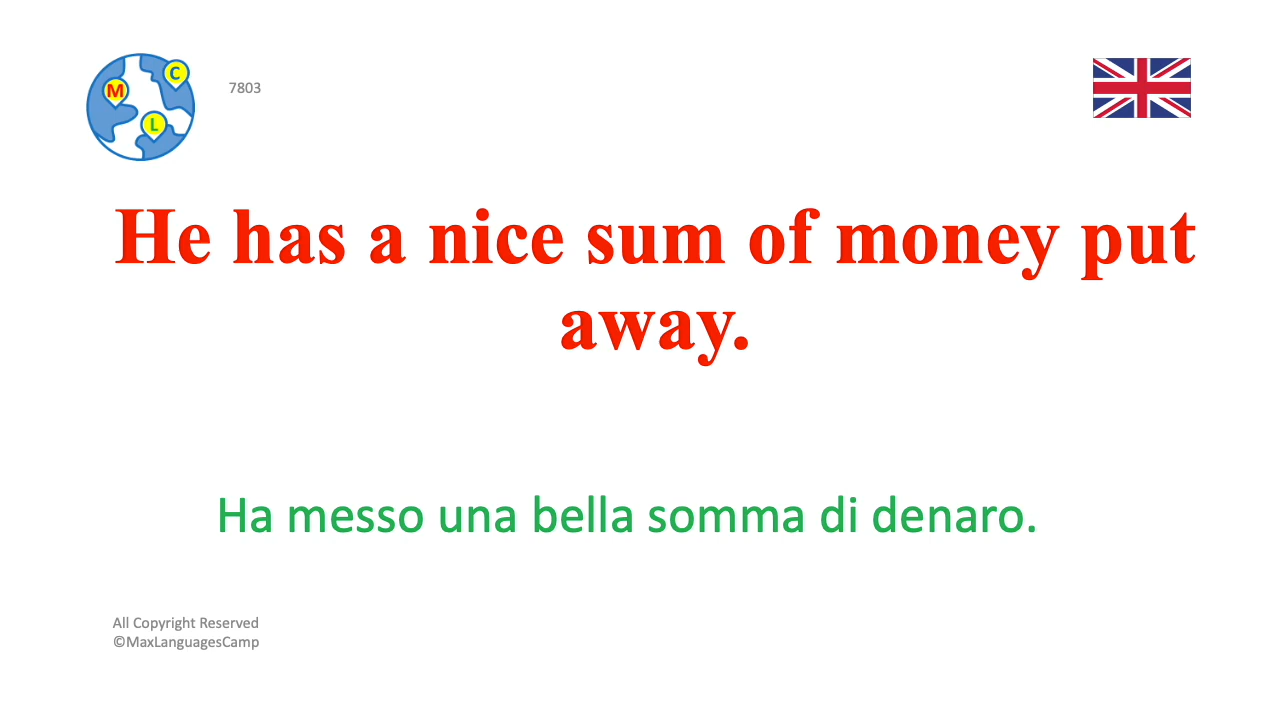 C
M
L
7803
He has a nice sum of money put
away.
Ha messo una bella somma di denaro.
All Copyright Reserved
©MaxLanguagesCamp